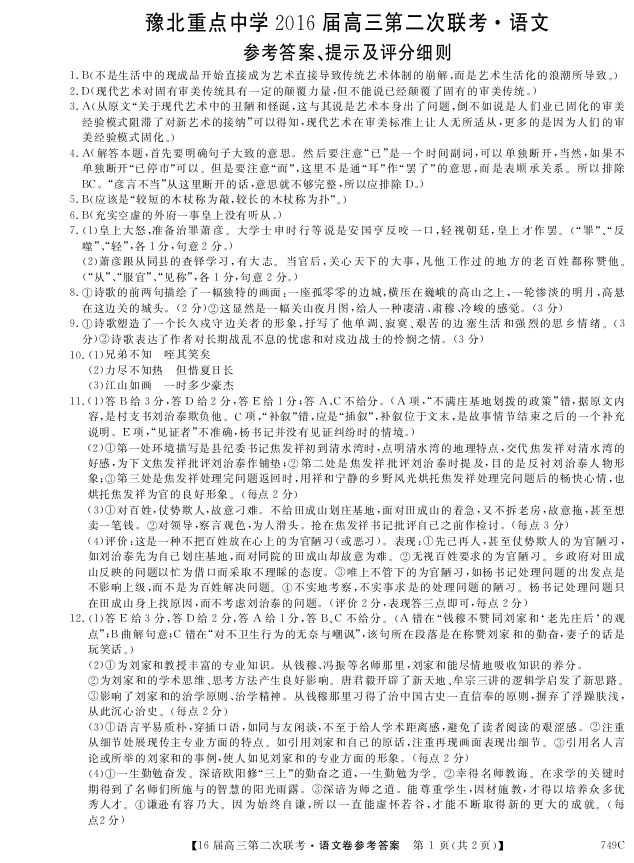 豫北重点中学2016届高三第二次联考·语文
参考答案、提示及评分细则
1.B(不是生活中的现成品开始直接成为艺术直接导致传统艺术体制的崩解,而是艺术生活化的浪潮所导致。)
2.D(现代艺术对固有审美传统具有一定的颠覆力量,但不能说已经颠覆了固有的审美传统。)
3.A(从原文“关于现代艺术中的丑陋和怪诞,这与其说是艺术本身出了问题,倒不如说是人们业已固化的审美
经验模式阻滞了对新艺术的接纳”可以得知,现代艺术在审美标准上让人无所适从,更多的是因为人们的审
美经验模式固化。)
4.A(解答本题,首先要明确句子大致的意思。然后要注意“已”是一个时间副词,可以单独断开,当然,如果不
单独断开“已停市”可以。但是要注意“而”,这里不是通“耳”作“罢了”的意思,而是表顺承关系。所以排除
BC。“彦言不当”从这里断开的话,意思就不够完整,所以应排除D。)
5.B(应该是“较短的木杖称为敲,较长的木杖称为扑”。)
6.B(充实空虚的外府一事皇上没有听从。)
7.(1)皇上大怒,准备治罪萧彦。大学士申时行等说是安国亨反咬一口,轻视朝廷,皇上才作罢。(“罪”、“反
噬”、“轻”,各1分,句意2分。)
(2)萧彦跟从同县的查铎学习,有大志。当官后,关心天下的大事,凡他工作过的地方的老百姓都称赞他。
(“从”、“服官”、“见称”,各1分,句意2分。)
8.①诗歌的前两句描绘了一幅独特的画面:一座孤零零的边城,横压在巍峨的高山之上,一轮惨淡的明月,高悬
在这边关的城头。(2分)②这显然是一幅关山夜月图,给人一种凄清、肃穆、冷峻的感觉。(3分)
9.①诗歌塑造了一个长久戍守边关者的形象,抒写了他单调、寂寞、艰苦的边塞生活和强烈的思乡情绪。(3
分)②诗歌表达了作者对长期战乱不息的忧虑和对戍边战士的怜悯之情。(3分)
10.(1)兄弟不知 咥其笑矣
(2)力尽不知热 但惜夏日长
(3)江山如画 一时多少豪杰
11.(1)答B给3分,答D给2分,答E给1分;答A、C不给分。(A项,“不满庄基地划拨的政策”错,据原文内
容,是村支书刘治泰欺负他。C项,“补叙”错,应是“插叙”,补叙位于文末,是故事情节结束之后的一个补充
说明。E项,“见证者”不准确,杨书记并没有见证纠纷时的情境。)
(2)①第一处环境描写是县纪委书记焦发祥初到清水湾时,点明清水湾的地理特点,交代焦发祥对清水湾的
好感,为下文焦发祥批评刘治泰作铺垫;②第二处是焦发祥批评刘治泰时提及,目的是反衬刘治泰人物形
象;③第三处是焦发祥处理完问题返回时,用祥和宁静的乡野风光烘托焦发祥处理完问题后的畅快心情,也
烘托焦发祥为官的良好形象。(每点2分)
(3)①对百姓,仗势欺人,故意刁难。不给田成山划庄基地,面对田成山的着急,又不拆老房,故意拖,甚至想
卖一笔钱。②对领导,察言观色,为人滑头。抢在焦发祥书记批评自己之前作检讨。(每点3分)
(4)评价:这是一种不把百姓放在心上的为官陋习(或恶习)。表现:①先己再人,甚至仗势欺人的为官陋习,
如刘治泰先为自己划庄基地,而对同院的田成山却故意为难。②无视百姓要求的为官陋习。乡政府对田成
山反映的问题以忙为借口而采取不理睬的态度。③唯上不管下的为官陋习,如杨书记处理问题的出发点是
不影响上级,而不是为百姓解决问题。④不实地考察,不实事求是的处理问题的陋习。杨书记处理问题只
在田成山身上找原因,而不考虑刘治泰的问题。(评价2分,表现答三点即可,每点2分)
12.(1)答E给3分,答D给2分,答A给1分,答B、C不给分。(A错在“钱穆不赞同刘家和‘老先庄后’的观
点”;B曲解句意;C错在“对不卫生行为的无奈与嘲讽”,该句所在段落是在称赞刘家和的勤奋,妻子的话是
玩笑话。)
(2)①为刘家和教授丰富的专业知识。从钱穆、冯振等名师那里,刘家和能尽情地吸收知识的养分。
②为刘家和的学术思维、思考方法产生良好影响。唐君毅开辟了新天地、牟宗三讲的逻辑学启发了新思路。
③影响了刘家和的治学原则、治学精神。从钱穆那里习得了治中国古史一直信奉的原则,摒弃了浮躁肤浅,
从此沉心治史。(每点2分)
(3)①语言平易质朴,穿插口语,如同与友闲谈,不至于给人学术距离感,避免了读者阅读的艰涩感。②注重
从细节处展现传主专业方面的特点。如引用刘家和自己的原话,注重再现画面表现出细节。③引用名人言
论或所举的刘家和的事例,使人如见刘家和的专业方面的形象。(每点2分)
(4)①一生勤勉奋发。深谙欧阳修“三上”的勤奋之道,一生勤勉为学。②幸得名师教诲。在求学的关键时
期得到了名师们所施与的智慧的阳光雨露。③深谙为师之道。能尊重学生,因材施教,才得以培养众多优
秀人才。④谦逊有容乃大。因为始终自谦,所以一直能虚怀若谷,才能不断取得新的更大的成就。(每
点2分)
【16届高三第二次联考·语文卷参考答案 第1页(共2页)】 749C